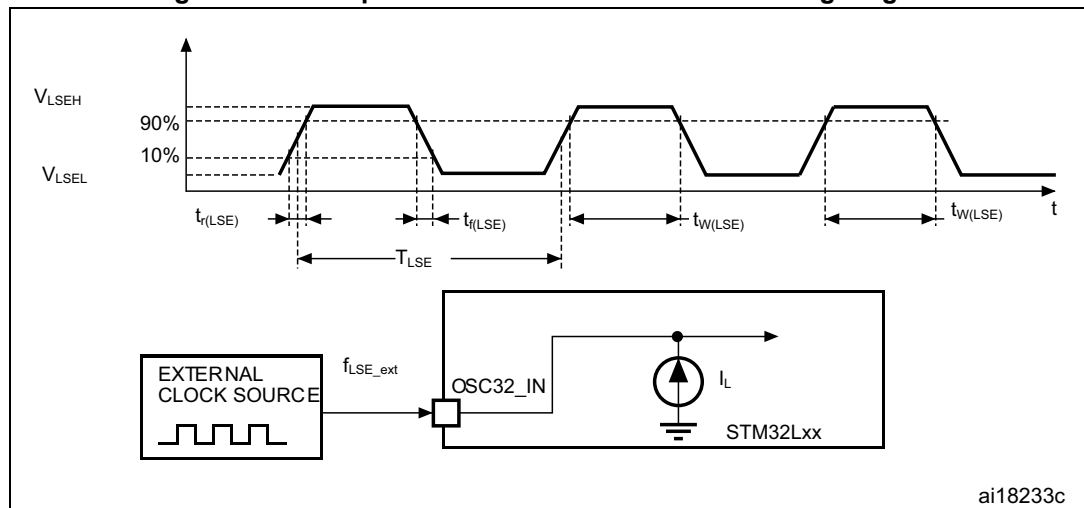 V_LSEH
90%
10%
V_LSEL
t_r(LSE)
t_f(LSE)
t_W(LSE)
t_W(LSE)
t
T_LSE
EXTERNAL
CLOCK SOURCE
f_LSE_ext
OSC32_IN
I_L
STM32Lxx
ai18233c